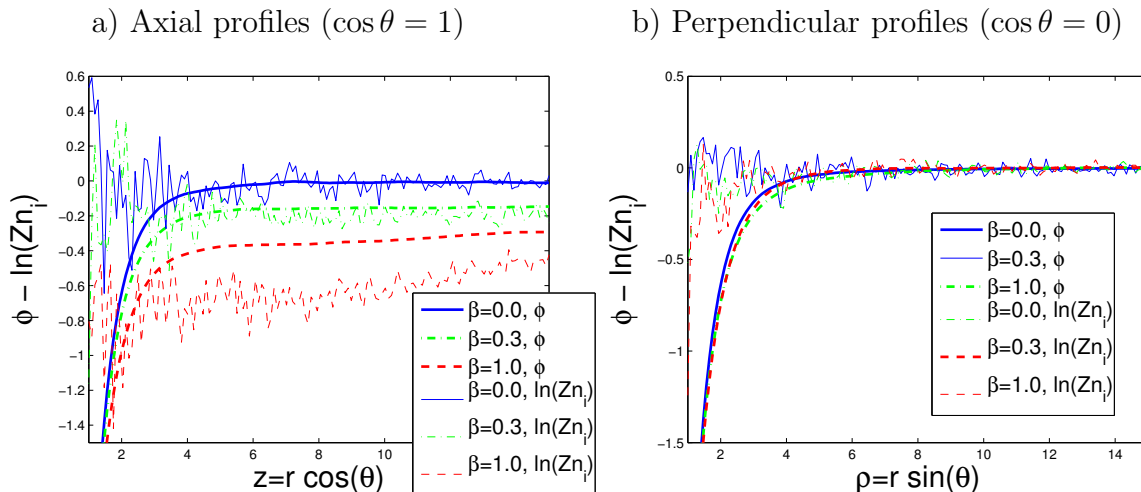 a) Axial profiles (cos θ = 1)
b) Perpendicular profiles (cos θ = 0)
0.6
0.4
0.2
0
−0.2
−0.4
−0.6
−0.8
−1
−1.2
−1.4
ϕ − ln(Zn_i)
2 4 6 8 10
z=r cos(θ)
β=0.0, ϕ
β=0.3, ϕ
β=1.0, ϕ
β=0.0, ln(Zn_i)
β=0.3, ln(Zn_i)
β=1.0, ln(Zn_i)
0.5
0
−0.5
−1
−1.5
ϕ − ln(Zn_i)
2 4 6 8 10 12 14
ρ=r sin(θ)
β=0.0, ϕ
β=0.3, ϕ
β=1.0, ϕ
β=0.0, ln(Zn_i)
β=0.3, ln(Zn_i)
β=1.0, ln(Zn_i)